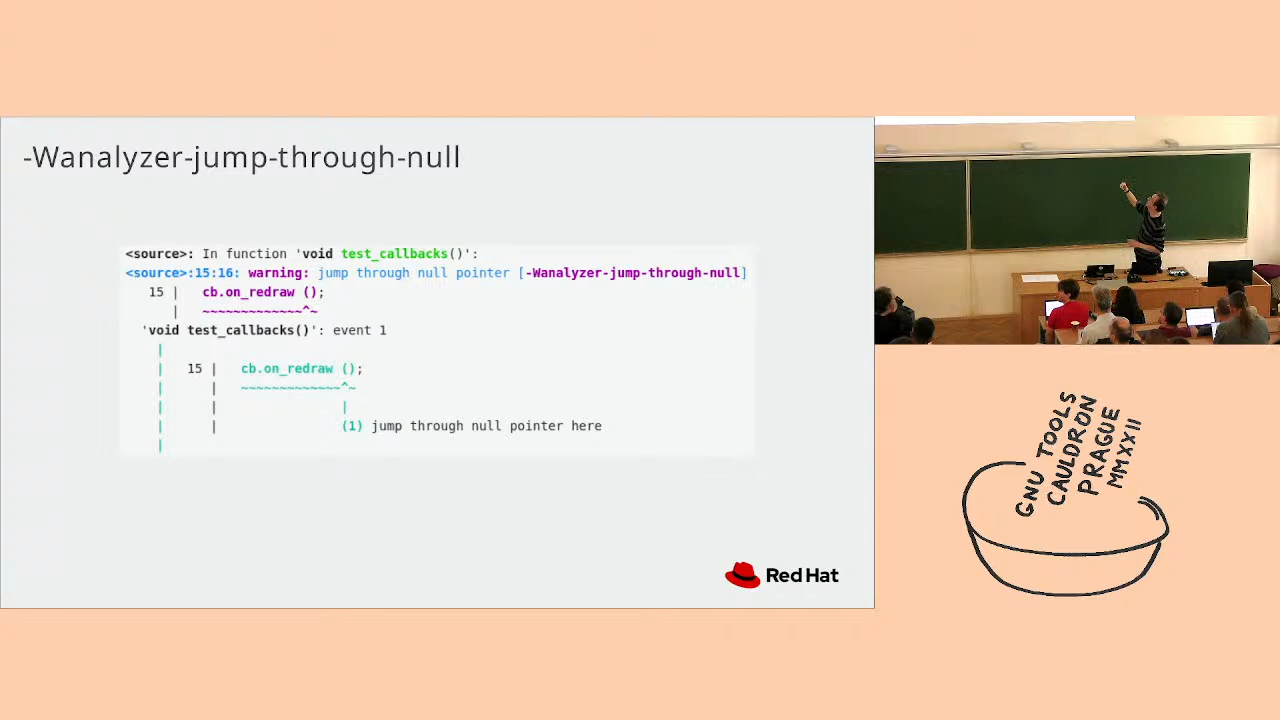 -Wanalyzer-jump-through-null
<source>: In function 'void test_callbacks()':
<source>:15:16: warning: jump through null pointer [-Wanalyzer-jump-through-null]
15 |   cb.on_redraw ();
|   ~~~~~~~~~~~~~^~
'void test_callbacks()': event 1
|
|   15 |   cb.on_redraw ();
|      |   ~~~~~~~~~~~~~^~
|      |                |
|      |                (1) jump through null pointer here
|
Red Hat
GNU TOOLS
CAULDRON
PRAGUE
MMXXII